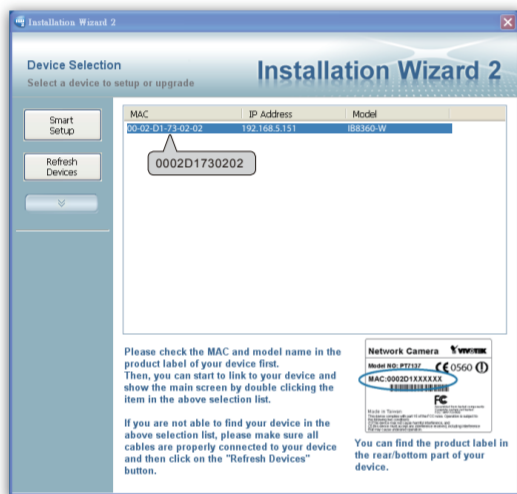 Installation Wizard 2
Device Selection
Select a device to setup or upgrade
Installation Wizard 2
Smart
Setup
Refresh
Devices
MAC IP Address Model
00-02-D1-73-02-02 192.168.5.151 IB8360-W
0002D1730202
Please check the MAC and model name in the
product label of your device first.
Then, you can start to link to your device and
show the main screen by double clicking the
item in the above selection list.
If you are not able to find your device in the
above selection list, please make sure all
cables are properly connected to your device
and then click on the "Refresh Devices"
button.
Network Camera VIVOTEK
Model NO: PT7137 CE 0560
MAC:0002D1XXXXXX
FC
Made in Taiwan
You can find the product label in
the rear/bottom part of your
device.